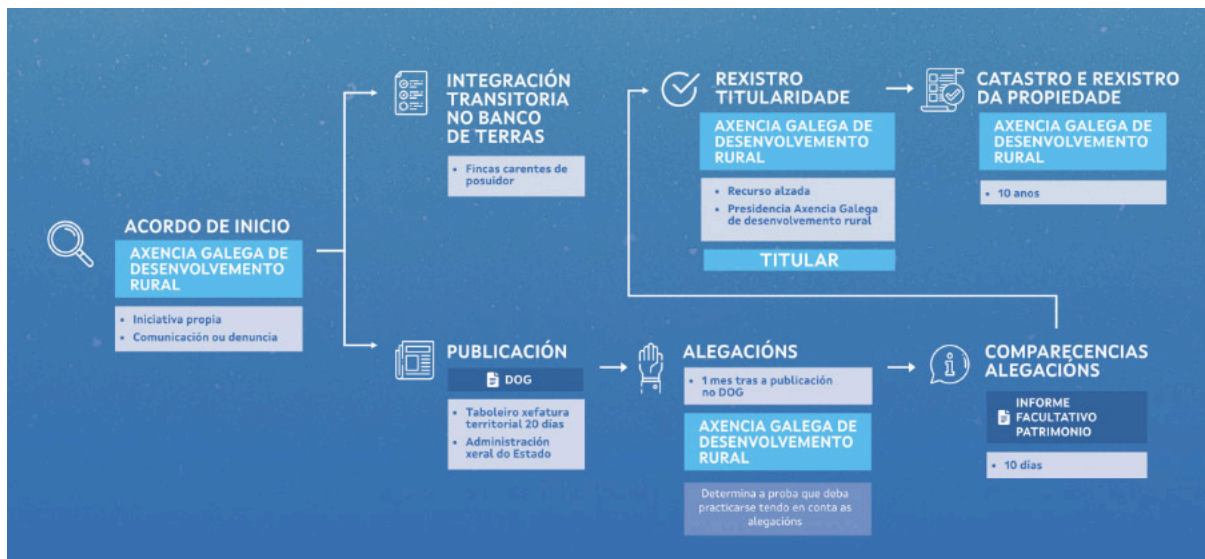 ACORDO DE INICIO
AXENCIA GALEGA DE
DESENVOLVEMENTO
RURAL
• Iniciativa propia
• Comunicación ou denuncia
INTEGRACIÓN
TRANSITORIA
NO BANCO
DE TERRAS
• Fincas carentes de
posuidor
PUBLICACIÓN
DOG
• Taboleiro xefatura
territorial 20 días
• Administración
xeral do Estado
ALEGACIÓNS
• 1 mes tras a publicación
no DOG
AXENCIA GALEGA DE
DESENVOLVEMENTO
RURAL
Determina a proba que deba
practicarse tendo en conta as
alegacións
COMPARECENCIAS
ALEGACIÓNS
INFORME
FACULTATIVO
PATRIMONIO
• 10 días
REXISTRO
TITULARIDADE
AXENCIA GALEGA DE
DESENVOLVEMENTO
RURAL
• Recurso alzada
• Presidencia Axencia Galega
de desenvolvemento rural
TITULAR
CATASTRO E REXISTRO
DA PROPIEDADE
AXENCIA GALEGA DE
DESENVOLVEMENTO
RURAL
• 10 anos